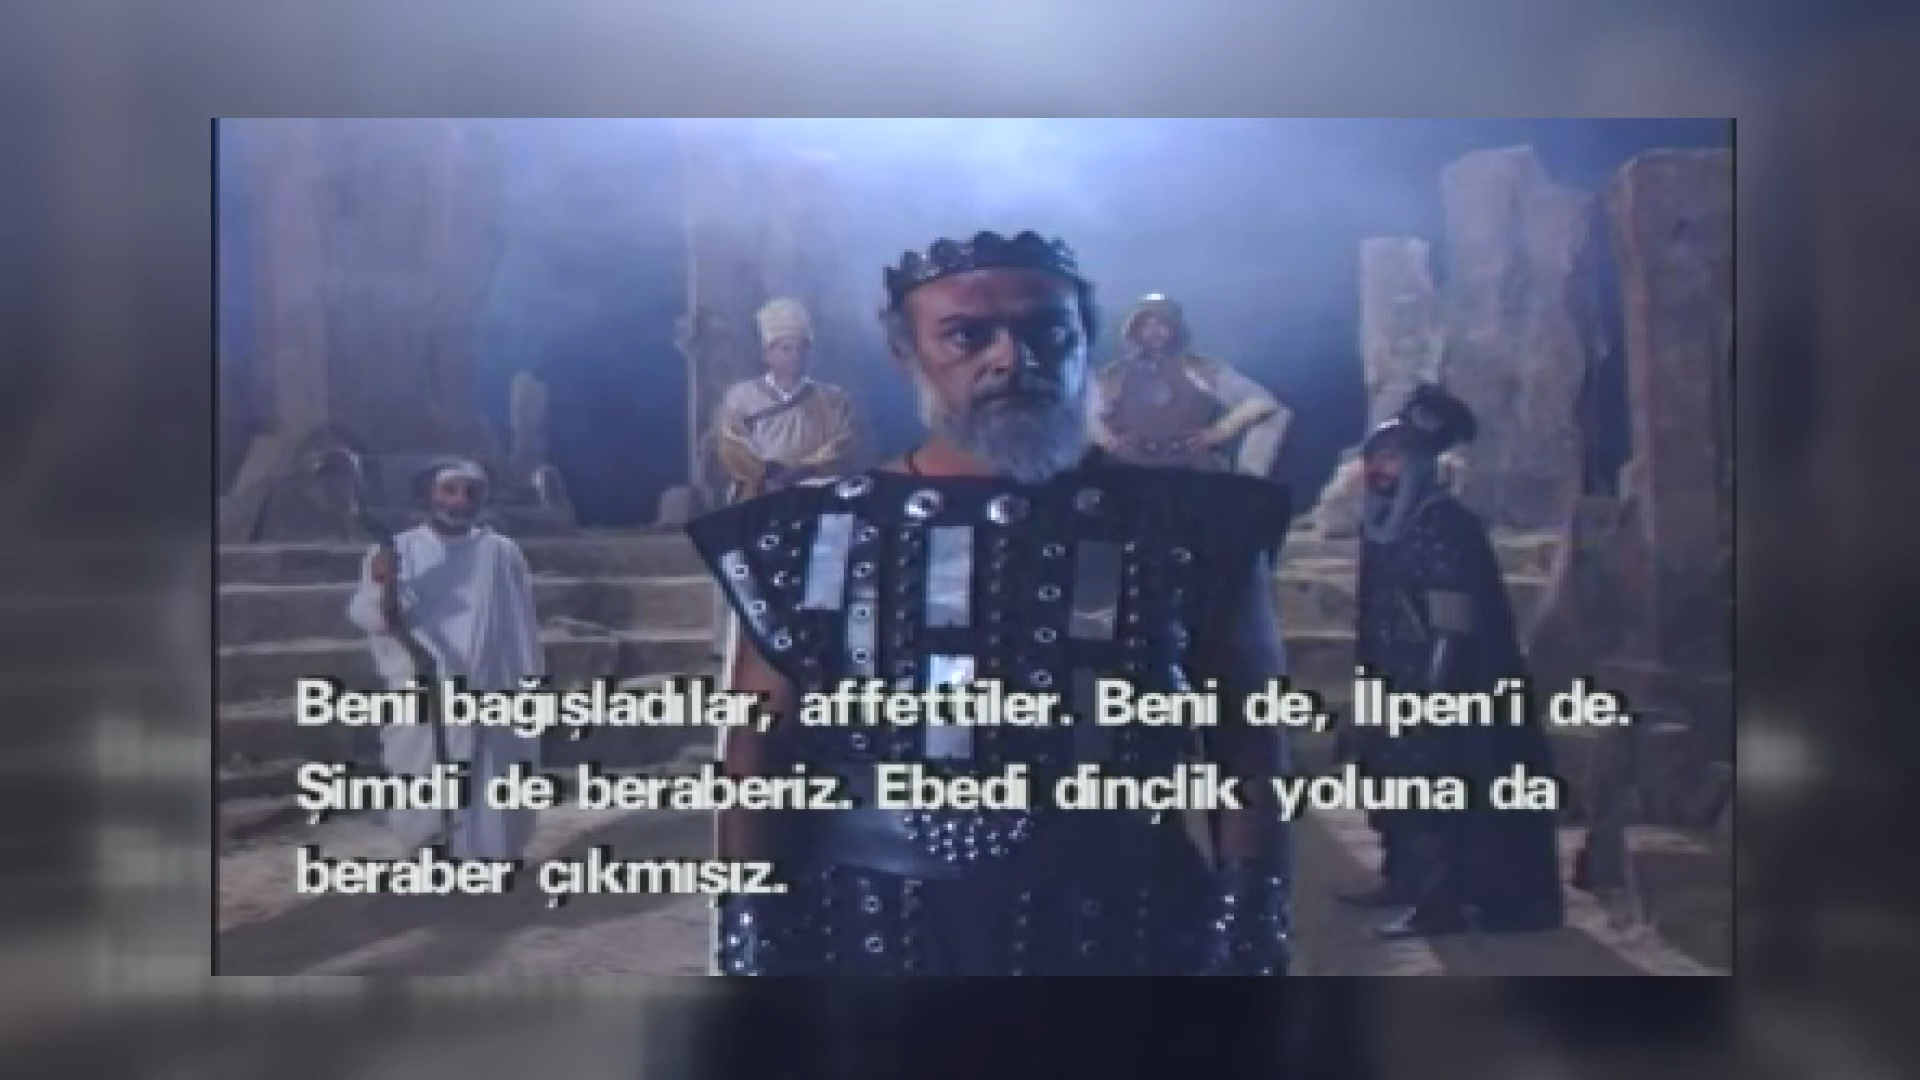 Beni bağışladılar, affettiler. Beni de, İlpen'i de.
Şimdi de beraberiz. Ebedi dinçlik yoluna da
beraber çıkmışız.